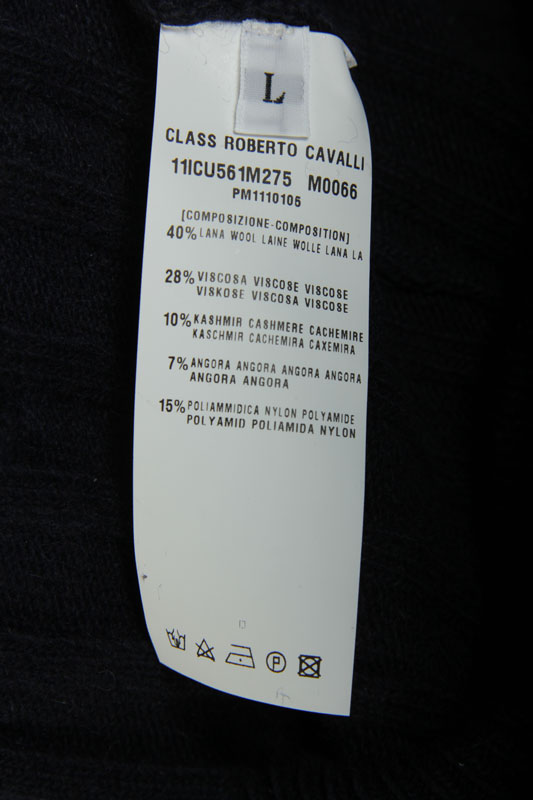 L
CLASS ROBERTO CAVALLI
11ICU561M275 M0066
PM1110105
[COMPOSIZIONE-COMPOSITION]
40% LANA WOOL LAINE WOLLE LANA LA
28% VISCOSA VISCOSE VISCOSE
VISKOSE VISCOSA VISCOSE
10% KASHMIR CASHMERE CACHEMIRE
KASCHMIR CACHEMIRA CAXEMIRA
7% ANGORA ANGORA ANGORA ANGORA
ANGORA ANGORA
15% POLIAMMIDICA NYLON POLYAMIDE
POLYAMID POLIAMIDA NYLON
P